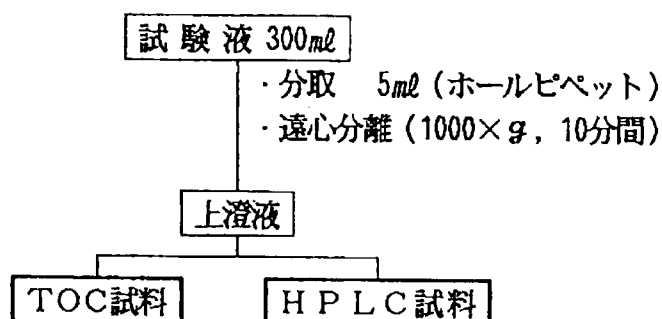 試験液 300㎖
・分取 5㎖ (ホールピペット)
・遠心分離 (1000×g, 10分間)
上澄液
TOC試料
HPLC試料